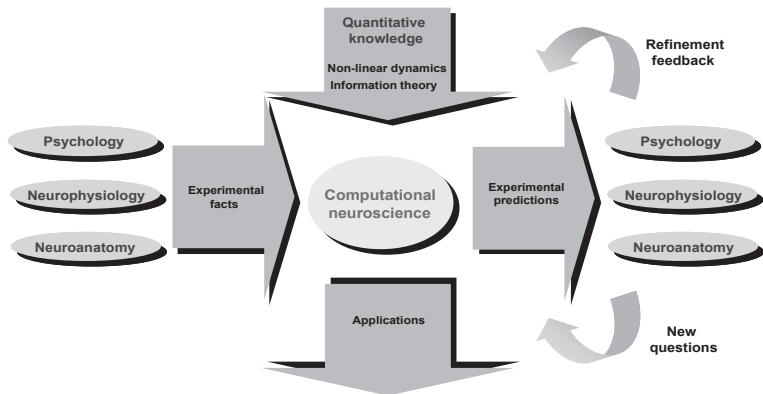 Quantitative
knowledge
Non-linear dynamics
Information theory
Refinement
feedback
Psychology
Neurophysiology
Neuroanatomy
Experimental
facts
Computational
neuroscience
Experimental
predictions
Psychology
Neurophysiology
Neuroanatomy
Applications
New
questions